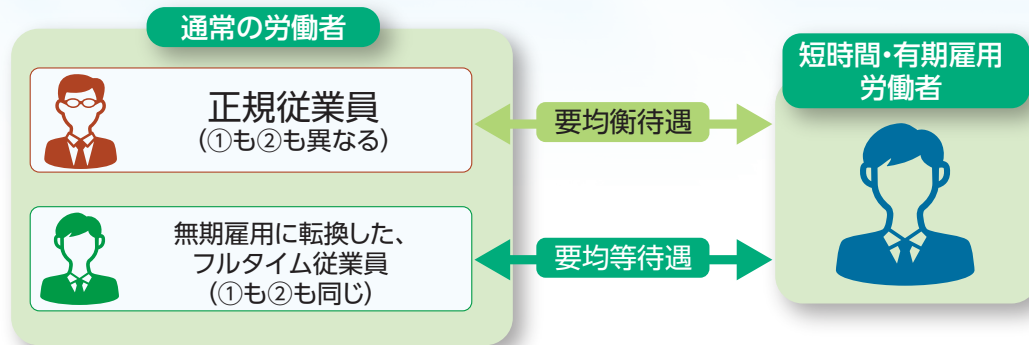 通常の労働者
正規従業員
(①も②も異なる)
要均衡待遇
無期雇用に転換した、
フルタイム従業員
(①も②も同じ)
要均等待遇
短時間・有期雇用
労働者